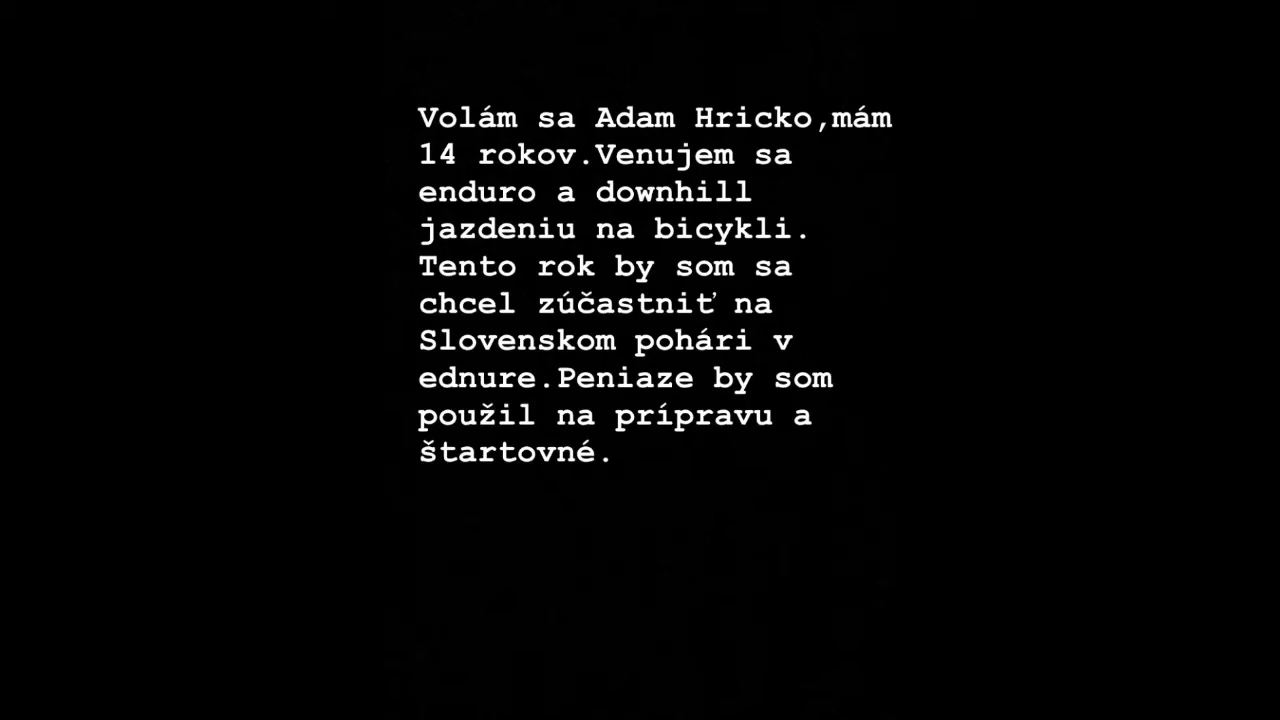 Volám sa Adam Hricko,mám
14 rokov.Venujem sa
enduro a downhill
jazdeniu na bicykli.
Tento rok by som sa
chcel zúčastniť na
Slovenskom pohári v
ednure.Peniaze by som
použil na prípravu a
štartovné.